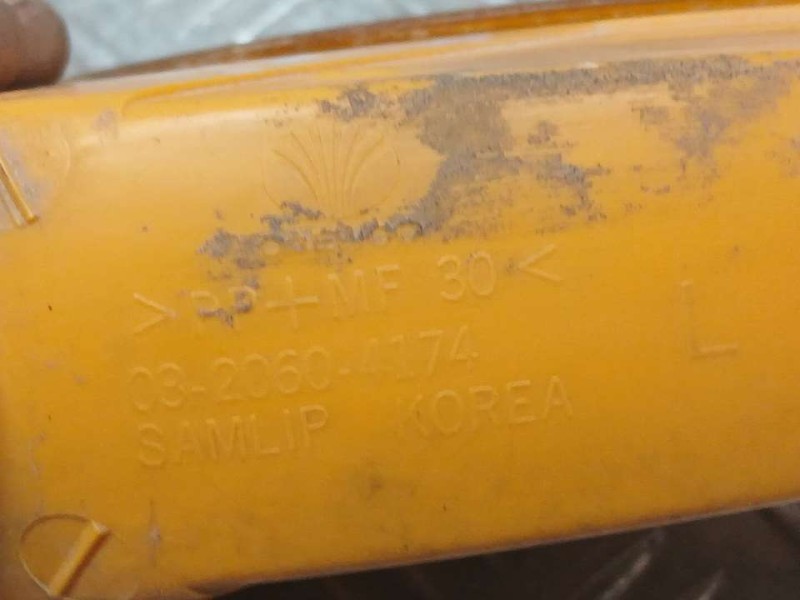 >PP+MF 30<
03-2060-4174
SAMLIP KOREA
L